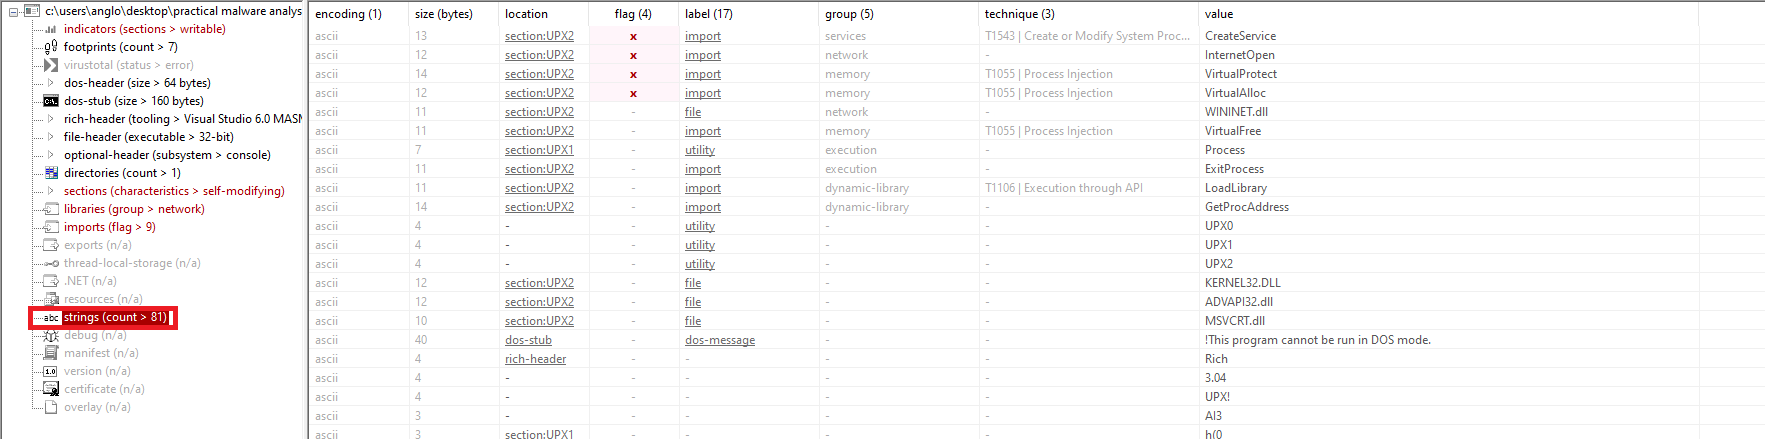 c:\users\anglo\desktop\practical malware analys
indicators (sections > writable)
footprints (count > 7)
virustotal (status > error)
dos-header (size > 64 bytes)
dos-stub (size > 160 bytes)
rich-header (tooling > Visual Studio 6.0 MASM
file-header (executable > 32-bit)
optional-header (subsystem > console)
directories (count > 1)
sections (characteristics > self-modifying)
libraries (group > network)
imports (flag > 9)
exports (n/a)
thread-local-storage (n/a)
.NET (n/a)
resources (n/a)
abc strings (count > 81)
debug (n/a)
manifest (n/a)
1.0 version (n/a)
certificate (n/a)
overlay (n/a)
encoding (1) size (bytes) location flag (4) label (17) group (5) technique (3) value
ascii 13 section:UPX2 x import services T1543 | Create or Modify System Proc... CreateService
ascii 12 section:UPX2 x import network - InternetOpen
ascii 14 section:UPX2 x import memory T1055 | Process Injection VirtualProtect
ascii 12 section:UPX2 x import memory T1055 | Process Injection VirtualAlloc
ascii 11 section:UPX2 - file network - WININET.dll
ascii 11 section:UPX2 - import memory T1055 | Process Injection VirtualFree
ascii 7 section:UPX1 - utility execution - Process
ascii 11 section:UPX2 - import execution - ExitProcess
ascii 11 section:UPX2 - import dynamic-library T1106 | Execution through API LoadLibrary
ascii 14 section:UPX2 - import dynamic-library - GetProcAddress
ascii 4 - - utility - - UPX0
ascii 4 - - utility - - UPX1
ascii 4 - - utility - - UPX2
ascii 12 section:UPX2 - file - - KERNEL32.DLL
ascii 12 section:UPX2 - file - - ADVAPI32.dll
ascii 10 section:UPX2 - file - - MSVCRT.dll
ascii 40 dos-stub - dos-message - - !This program cannot be run in DOS mode.
ascii 4 rich-header - - - - Rich
ascii 4 - - - - - 3.04
ascii 4 - - - - - UPX!
ascii 3 - - - - - AI3
ascii 3 section:UPX1 - - - - h(0